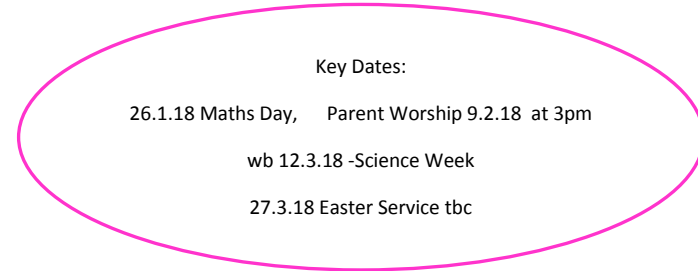 Key Dates:
26.1.18 Maths Day, Parent Worship 9.2.18 at 3pm
wb 12.3.18 -Science Week
27.3.18 Easter Service tbc